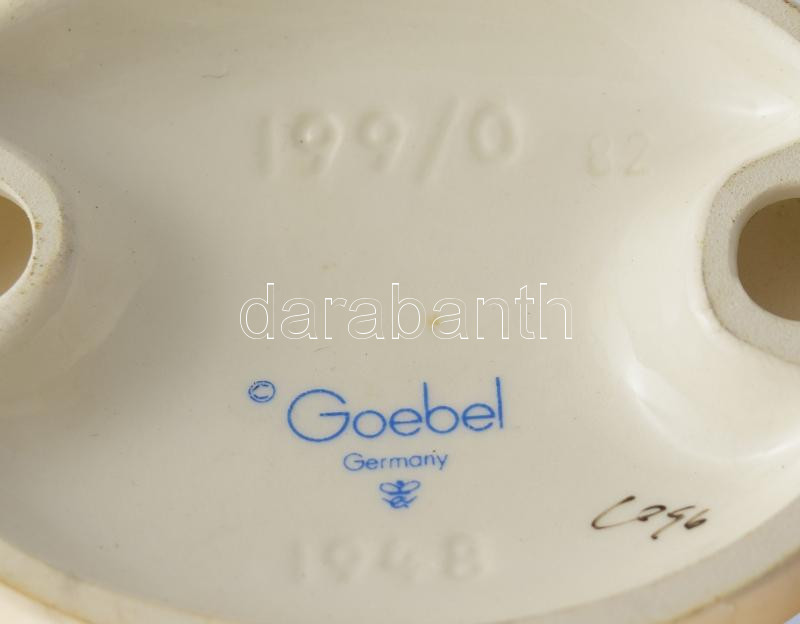 199/0 82
darabanth
© Goebel
Germany
1948